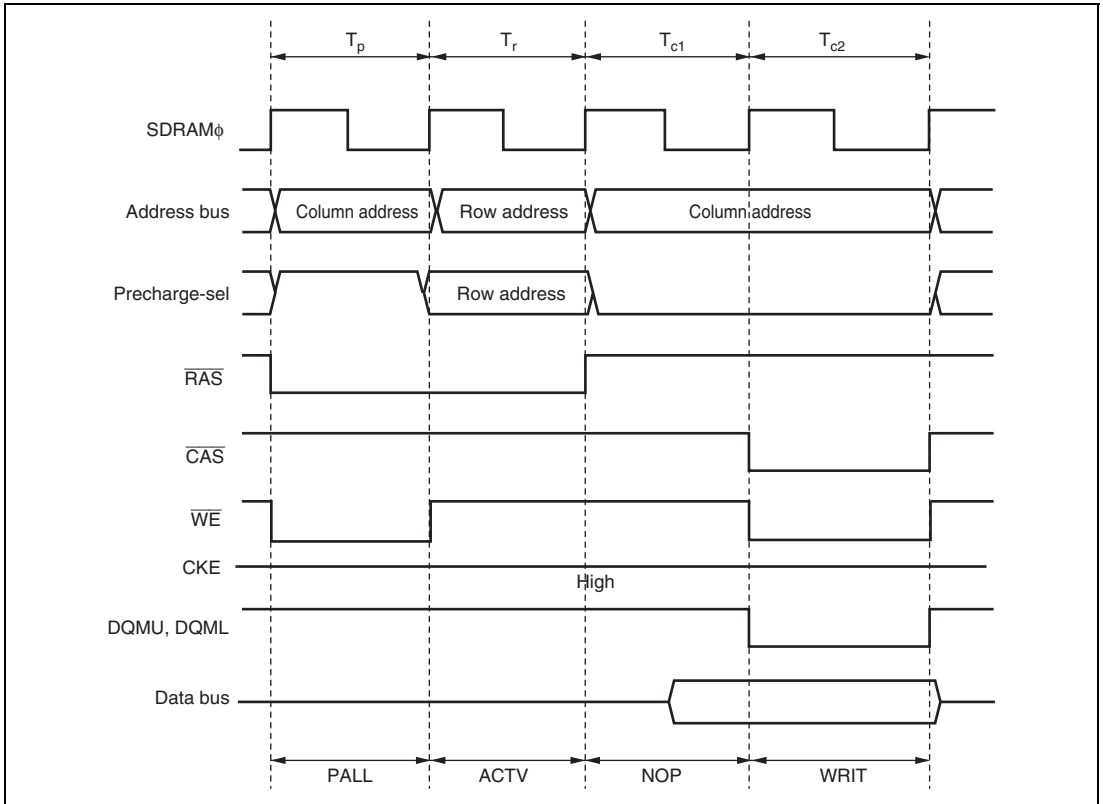 Tp Tr Tc1 Tc2
SDRAMφ
Address bus Column address Row address Column address
Precharge-sel Row address
RAS
CAS
WE
CKE
High
DQMU, DQML
Data bus
PALL ACTV NOP WRIT